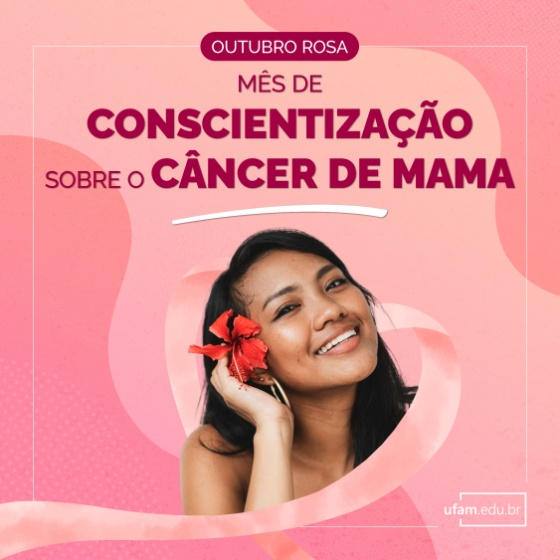 OUTUBRO ROSA
MÊS DE
CONSCIENTIZAÇÃO
SOBRE O CÂNCER DE MAMA
ufam.edu.br